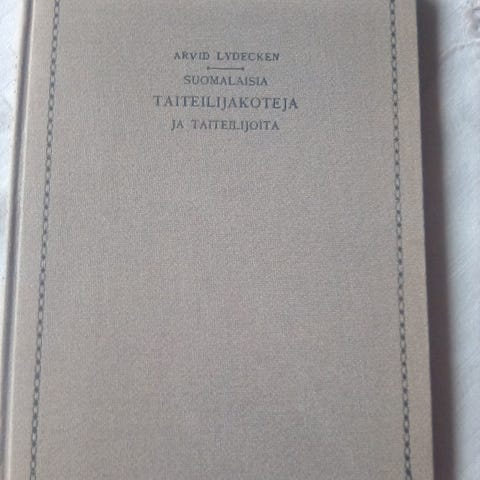 ARVID LYDECKEN
SUOMALAISIA
TAITEILIJAKOTEJA
JA TAITEILIJOITA